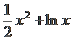 1/2 x² + ln x